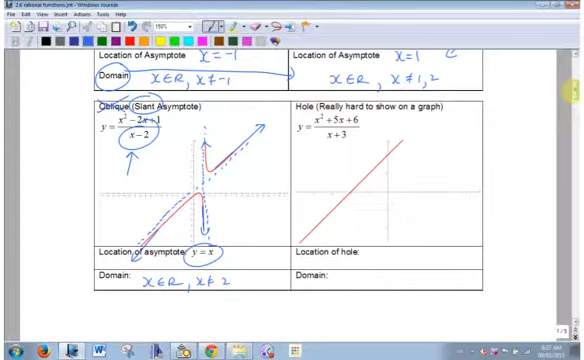 2.6 rational functions.jnt - Windows Journal
File Edit View Insert Actions Tools Help
150%
Location of Asymptote x = -1
Location of Asymptote x=1
Domain x∈R, x≠-1
x∈R, x≠1,2
Oblique (Slant Asymptote)
Hole (Really hard to show on a graph)
y = (x² – 2x + 1)/(x – 2)
y = (x² + 5x + 6)/(x + 3)
Location of asymptote: y = x
Location of hole:
Domain: x∈R, x≠2
Domain:
1/5